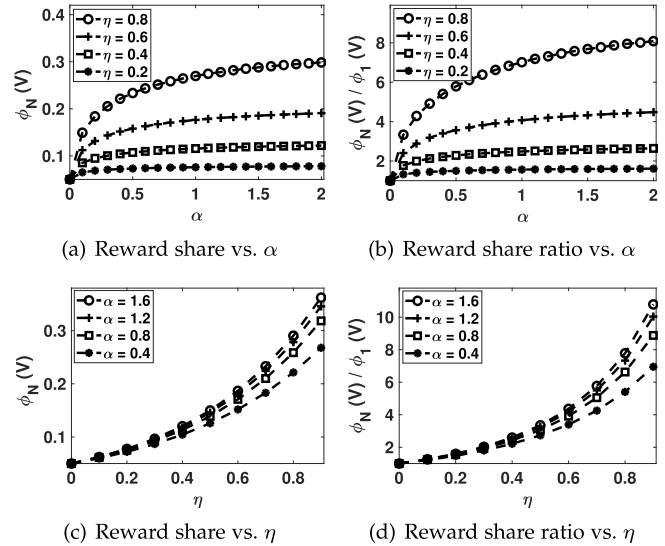 η = 0.8
η = 0.6
η = 0.4
η = 0.2
ϕN (V)
0.4
0.3
0.2
0.1
0 0.5 1 1.5 2
α
(a) Reward share vs. α
η = 0.8
η = 0.6
η = 0.4
η = 0.2
ϕN (V) / ϕ1 (V)
8
6
4
2
0 0.5 1 1.5 2
α
(b) Reward share ratio vs. α
α = 1.6
α = 1.2
α = 0.8
α = 0.4
ϕN (V)
0.3
0.2
0.1
0 0.2 0.4 0.6 0.8
η
(c) Reward share vs. η
α = 1.6
α = 1.2
α = 0.8
α = 0.4
ϕN (V) / ϕ1 (V)
10
8
6
4
2
0 0.2 0.4 0.6 0.8
η
(d) Reward share ratio vs. η